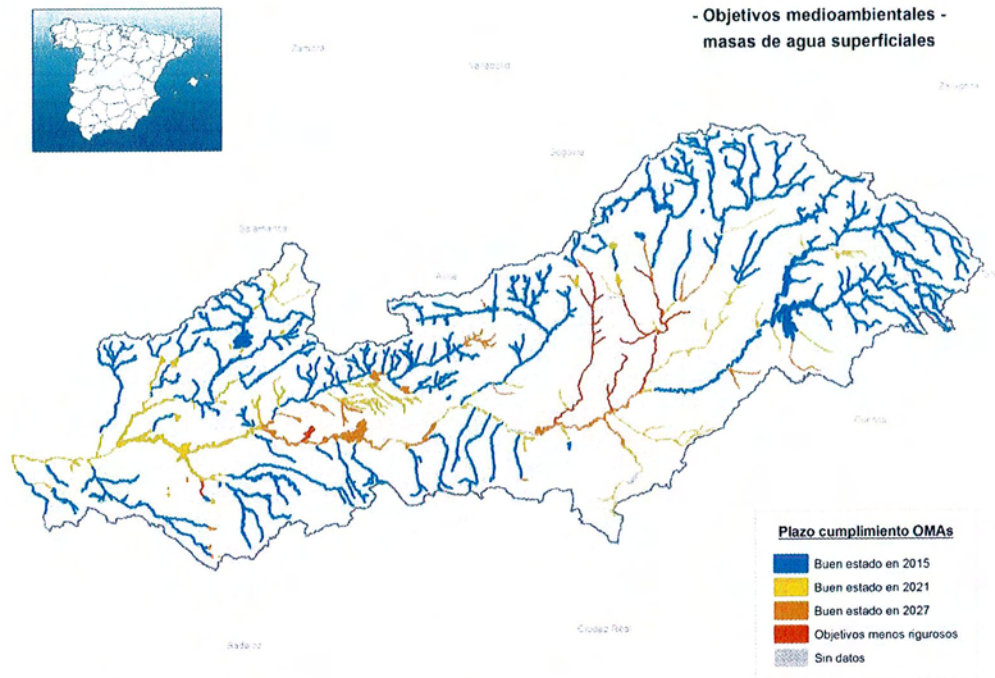 - Objetivos medioambientales -
masas de agua superficiales
Zamora
Valladolid
Zaragoza
Segovia
Salamanca
Avila
Cuenca
Ciudad Real
Badajoz
Plazo cumplimiento OMAs
Buen estado en 2015
Buen estado en 2021
Buen estado en 2027
Objetivos menos rigurosos
Sin datos